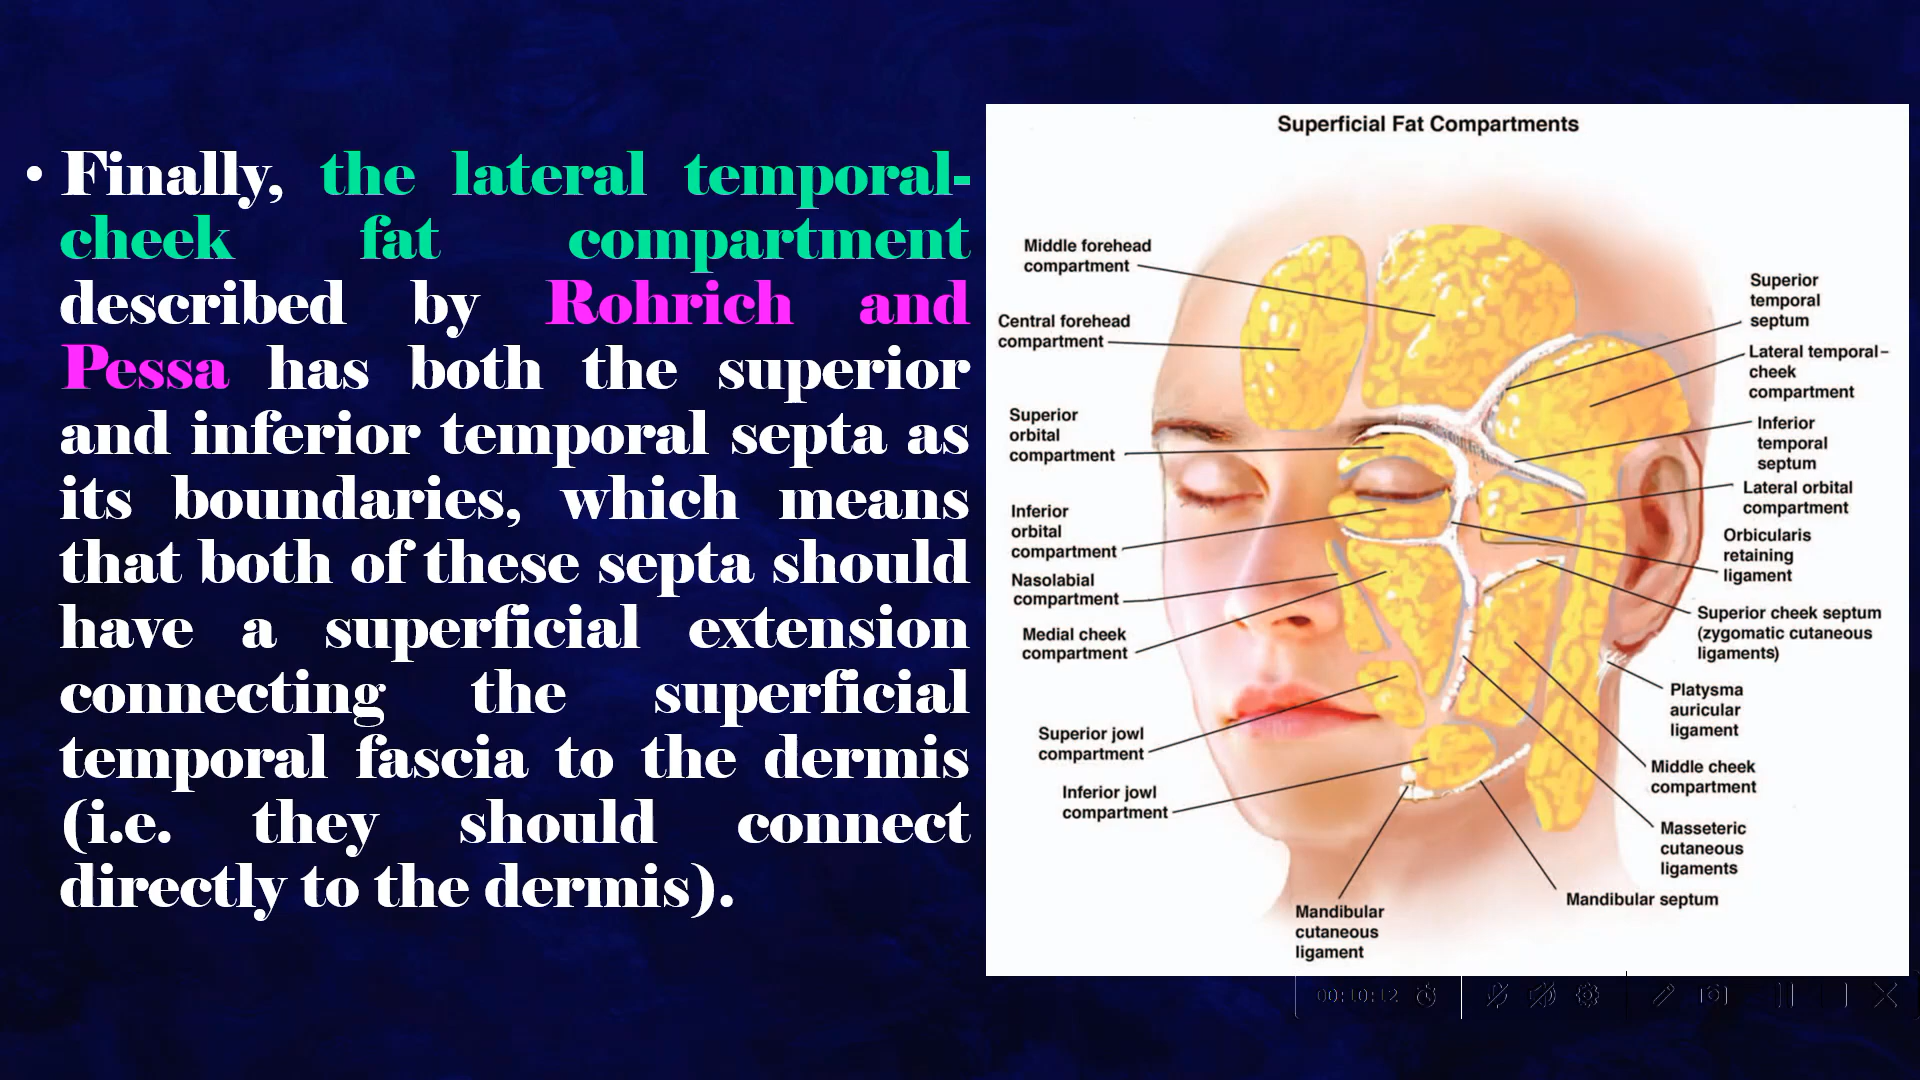 • Finally, the lateral temporal-
cheek fat compartment
described by Rohrich and
Pessa has both the superior
and inferior temporal septa as
its boundaries, which means
that both of these septa should
have a superficial extension
connecting the superficial
temporal fascia to the dermis
(i.e. they should connect
directly to the dermis).
Superficial Fat Compartments
Middle forehead
compartment
Central forehead
compartment
Superior
orbital
compartment
Inferior
orbital
compartment
Nasolabial
compartment
Medial cheek
compartment
Superior jowl
compartment
Inferior jowl
compartment
Mandibular
cutaneous
ligament
Superior
temporal
septum
Lateral temporal–
cheek
compartment
Inferior
temporal
septum
Lateral orbital
compartment
Orbicularis
retaining
ligament
Superior cheek septum
(zygomatic cutaneous
ligaments)
Platysma
auricular
ligament
Middle cheek
compartment
Masseteric
cutaneous
ligaments
Mandibular septum
00:10:12